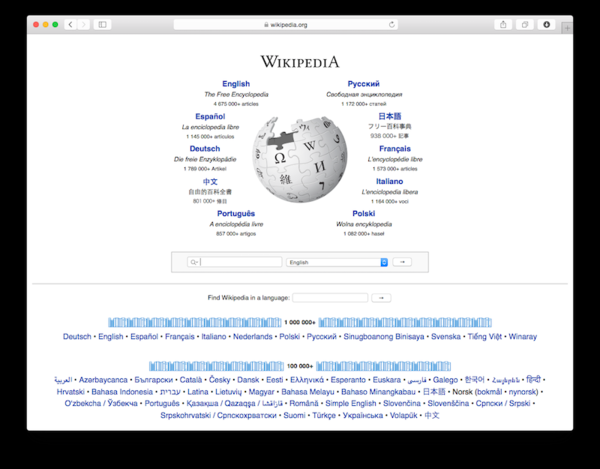 wikipedia.org
WIKIPEDIA
English
The Free Encyclopedia
4 675 000+ articles
Русский
Свободная энциклопедия
1 172 000+ статей
Español
La enciclopedia libre
1 145 000+ artículos
日本語
フリー百科事典
938 000+ 記事
Deutsch
Die freie Enzyklopädie
1 789 000+ Artikel
Français
L'encyclopédie libre
1 573 000+ articles
中文
自由的百科全書
801 000+ 條目
Italiano
L'enciclopedia libera
1 164 000+ voci
Português
A enciclopédia livre
857 000+ artigos
Polski
Wolna encyklopedia
1 082 000+ haseł
Ω W И 維
English →
Find Wikipedia in a language: →
1 000 000+
Deutsch • English • Español • Français • Italiano • Nederlands • Polski • Русский • Sinugboanong Binisaya • Svenska • Tiếng Việt • Winaray
100 000+
العربية • Azərbaycanca • Български • Català • Česky • Dansk • Eesti • Ελληνικά • Esperanto • Euskara • فارسی • Galego • 한국어 • Հայերեն • हिन्दी •
Hrvatski • Bahasa Indonesia • עברית • Latina • Lietuvių • Magyar • Bahasa Melayu • Bahaso Minangkabau • 日本語 • Norsk (bokmål • nynorsk) •
O'zbekcha / Ўзбекча • Português • Қазақша / Qazaqşa / قازاقشا • Română • Simple English • Slovenčina • Slovenščina • Српски / Srpski •
Srpskohrvatski / Српскохрватски • Suomi • Türkçe • Українська • Volapük • 中文